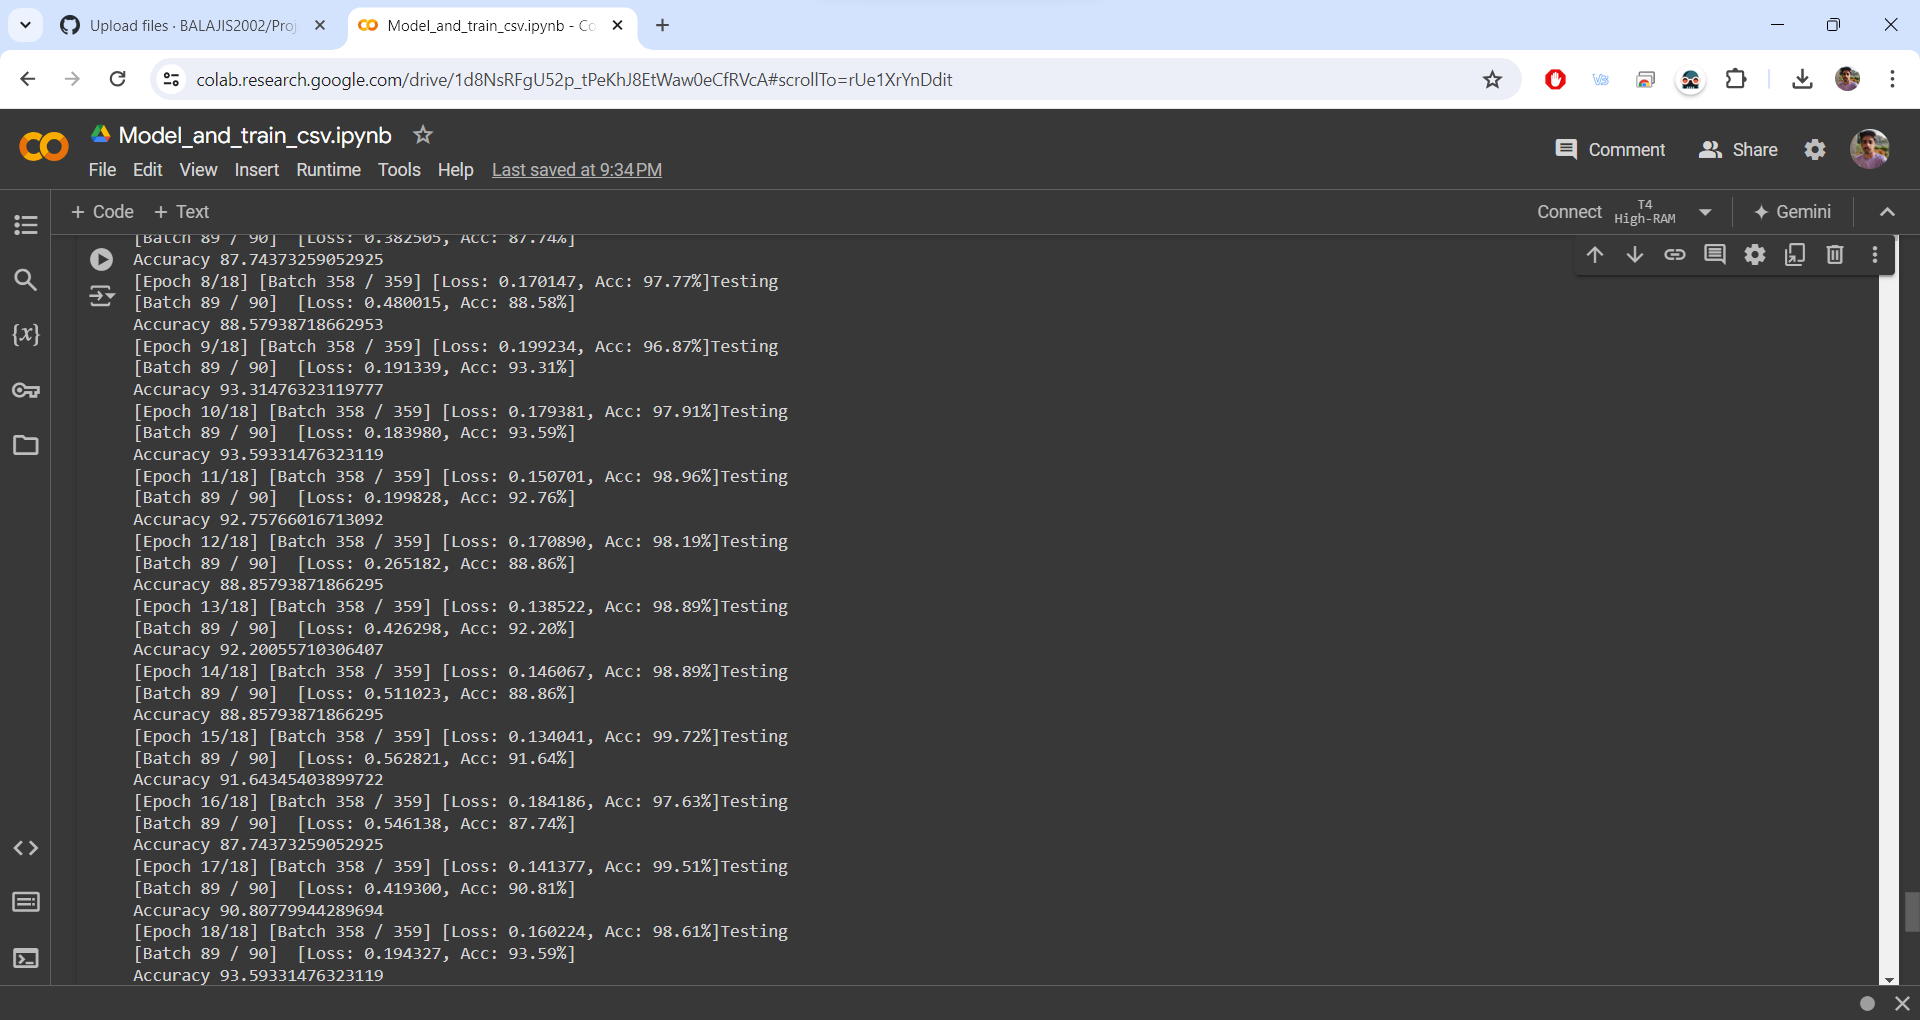 Upload files · BALAJIS2002/Proj
Model_and_train_csv.ipynb - Co
colab.research.google.com/drive/1d8NsRFgU52p_tPeKhJ8EtWaw0eCfRVcA#scrollTo=rUe1XrYnDdit
CO
Model_and_train_csv.ipynb
File Edit View Insert Runtime Tools Help Last saved at 9:34 PM
Comment
Share
+ Code + Text
Connect T4 High-RAM
Gemini
{x}
[Batch 89 / 90]  [Loss: 0.382505, Acc: 87.74%]
Accuracy 87.74373259052925
[Epoch 8/18] [Batch 358 / 359] [Loss: 0.170147, Acc: 97.77%]Testing
[Batch 89 / 90]  [Loss: 0.480015, Acc: 88.58%]
Accuracy 88.57938718662953
[Epoch 9/18] [Batch 358 / 359] [Loss: 0.199234, Acc: 96.87%]Testing
[Batch 89 / 90]  [Loss: 0.191339, Acc: 93.31%]
Accuracy 93.31476323119777
[Epoch 10/18] [Batch 358 / 359] [Loss: 0.179381, Acc: 97.91%]Testing
[Batch 89 / 90]  [Loss: 0.183980, Acc: 93.59%]
Accuracy 93.59331476323119
[Epoch 11/18] [Batch 358 / 359] [Loss: 0.150701, Acc: 98.96%]Testing
[Batch 89 / 90]  [Loss: 0.199828, Acc: 92.76%]
Accuracy 92.75766016713092
[Epoch 12/18] [Batch 358 / 359] [Loss: 0.170890, Acc: 98.19%]Testing
[Batch 89 / 90]  [Loss: 0.265182, Acc: 88.86%]
Accuracy 88.85793871866295
[Epoch 13/18] [Batch 358 / 359] [Loss: 0.138522, Acc: 98.89%]Testing
[Batch 89 / 90]  [Loss: 0.426298, Acc: 92.20%]
Accuracy 92.20055710306407
[Epoch 14/18] [Batch 358 / 359] [Loss: 0.146067, Acc: 98.89%]Testing
[Batch 89 / 90]  [Loss: 0.511023, Acc: 88.86%]
Accuracy 88.85793871866295
[Epoch 15/18] [Batch 358 / 359] [Loss: 0.134041, Acc: 99.72%]Testing
[Batch 89 / 90]  [Loss: 0.562821, Acc: 91.64%]
Accuracy 91.64345403899722
[Epoch 16/18] [Batch 358 / 359] [Loss: 0.184186, Acc: 97.63%]Testing
[Batch 89 / 90]  [Loss: 0.546138, Acc: 87.74%]
Accuracy 87.74373259052925
[Epoch 17/18] [Batch 358 / 359] [Loss: 0.141377, Acc: 99.51%]Testing
[Batch 89 / 90]  [Loss: 0.419300, Acc: 90.81%]
Accuracy 90.80779944289694
[Epoch 18/18] [Batch 358 / 359] [Loss: 0.160224, Acc: 98.61%]Testing
[Batch 89 / 90]  [Loss: 0.194327, Acc: 93.59%]
Accuracy 93.59331476323119